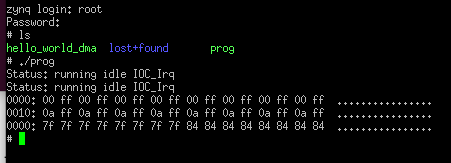 zynq login: root
Password:
# ls
hello_world_dma  lost+found       prog
# ./prog
Status: running idle IOC_Irq
Status: running idle IOC_Irq
0000: 00 ff 00 ff 00 ff 00 ff 00 ff 00 ff 00 ff 00 ff  ................
0010: 0a ff 0a ff 0a ff 0a ff 0a ff 0a ff 0a ff 0a ff  ................
0000: 7f 7f 7f 7f 7f 7f 7f 7f 84 84 84 84 84 84 84 84  ................
#